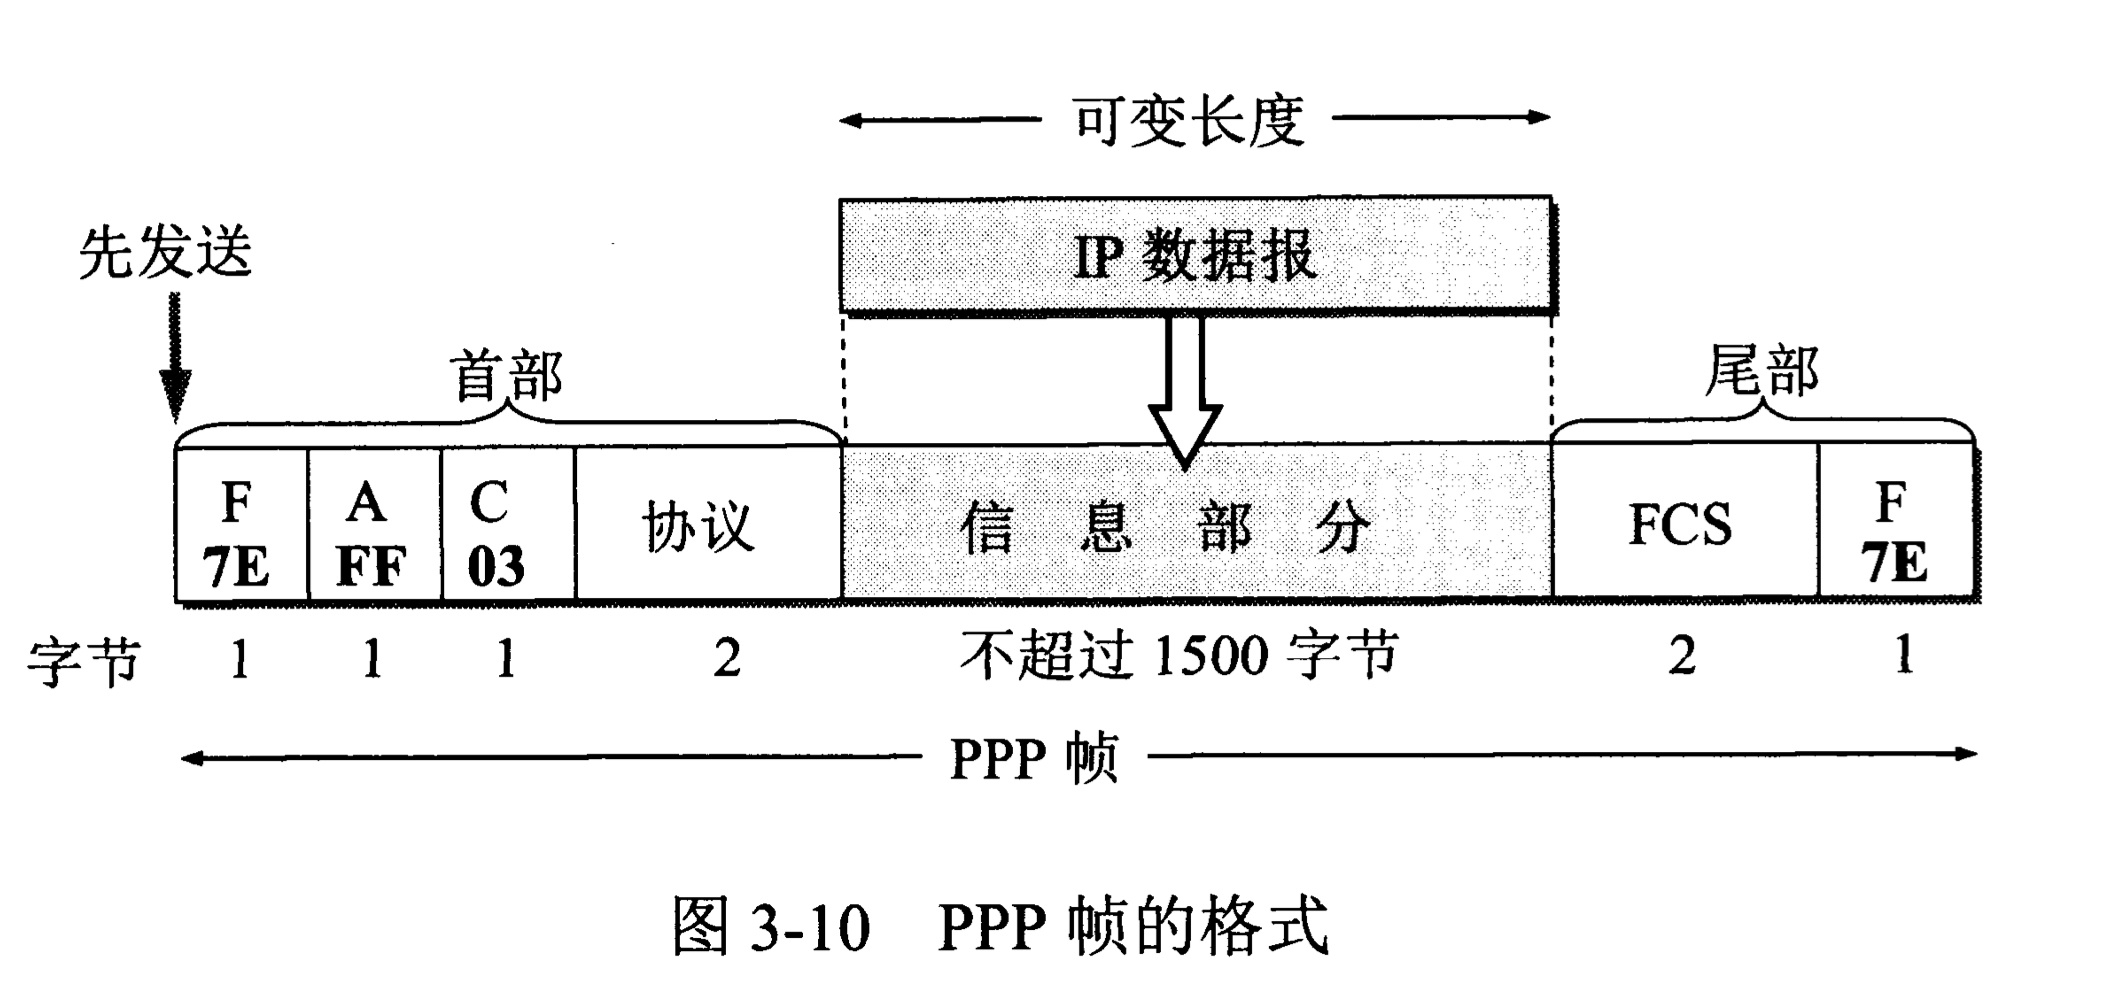 可变长度
IP 数据报
先发送
首部
尾部
F A C 协议 信息部分 FCS F
7E FF 03 7E
字节 1 1 1 2 不超过 1500 字节 2 1
PPP 帧
图 3-10 PPP 帧的格式